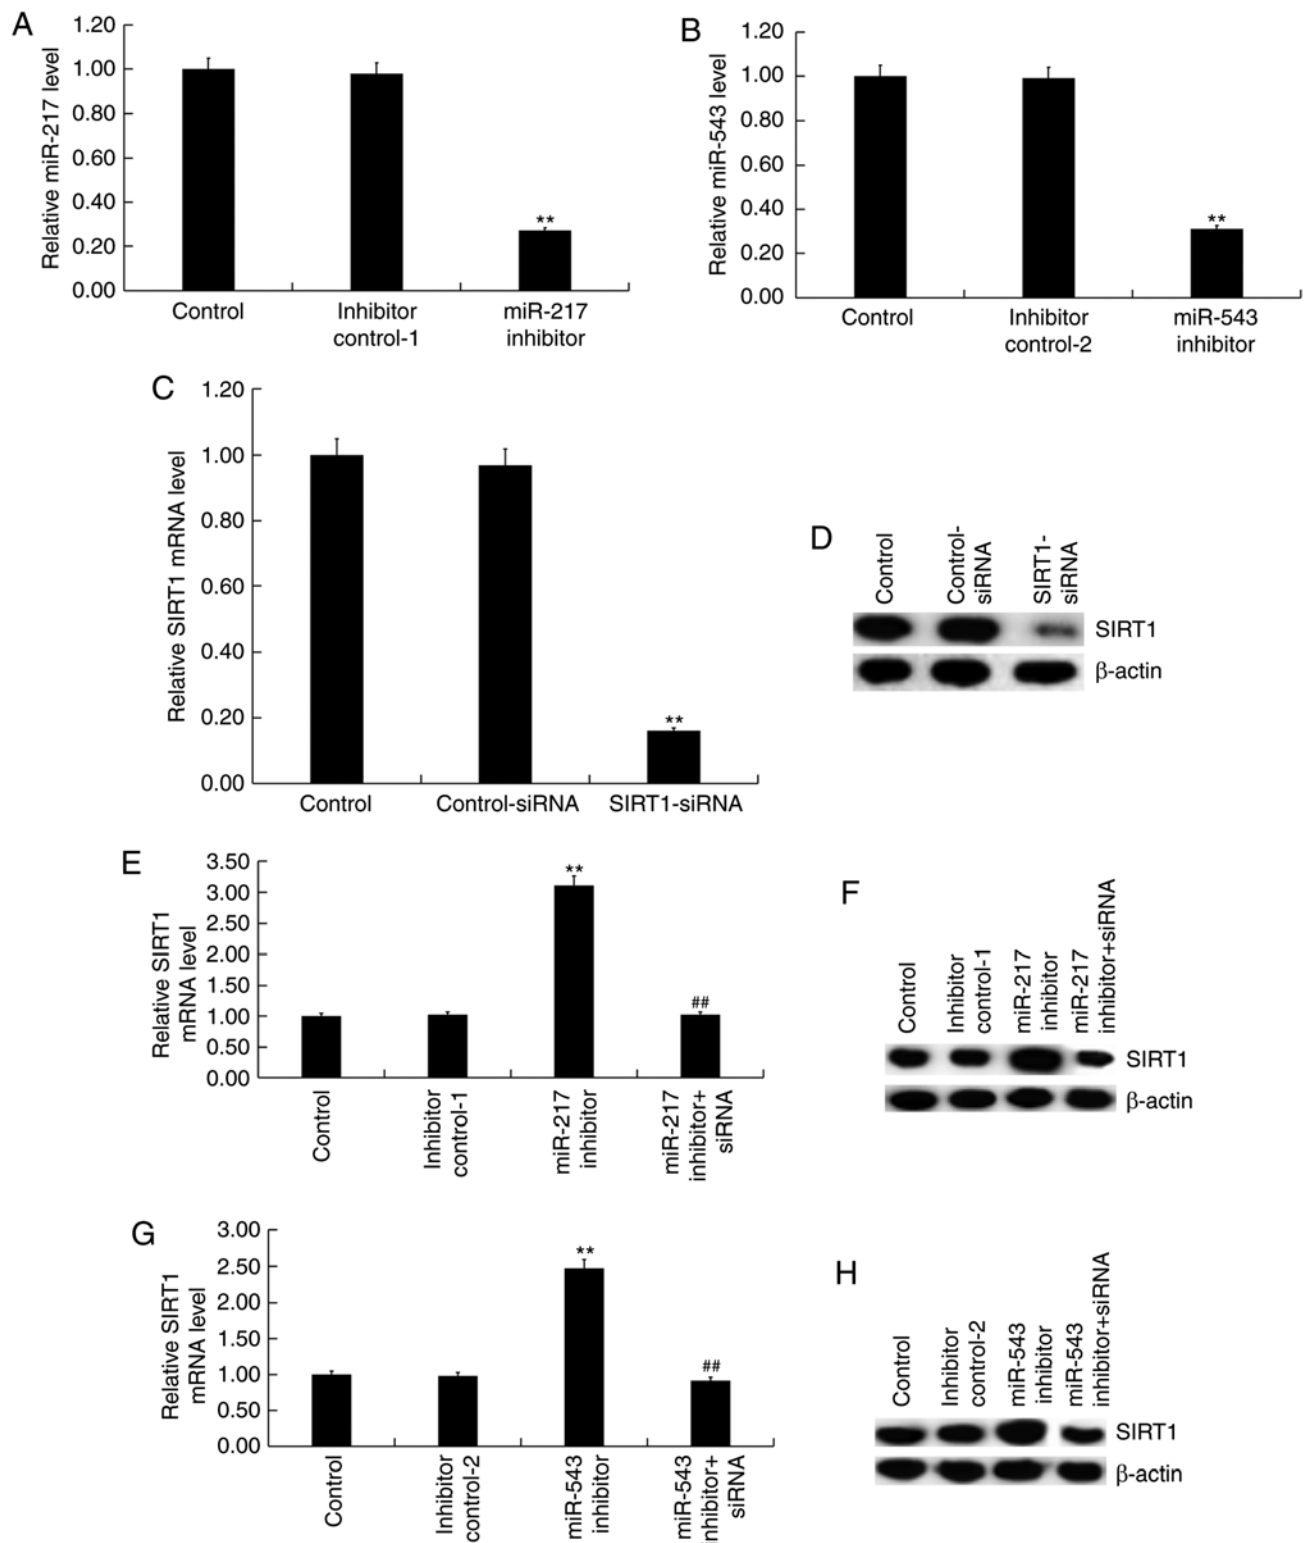 A
Relative miR-217 level
1.20
1.00
0.80
0.60
0.40
0.20
0.00
**
Control
Inhibitor
control-1
miR-217
inhibitor
B
Relative miR-543 level
1.20
1.00
0.80
0.60
0.40
0.20
0.00
**
Control
Inhibitor
control-2
miR-543
inhibitor
C
Relative SIRT1 mRNA level
1.20
1.00
0.80
0.60
0.40
0.20
0.00
**
Control
Control-siRNA
SIRT1-siRNA
D
Control
Control-
siRNA
SIRT1-
siRNA
SIRT1
β-actin
E
Relative SIRT1
mRNA level
3.50
3.00
2.50
2.00
1.50
1.00
0.50
0.00
**
##
Control
Inhibitor
control-1
miR-217
inhibitor
miR-217
inhibitor+
siRNA
F
Control
Inhibitor
control-1
miR-217
inhibitor
miR-217
inhibitor+siRNA
SIRT1
β-actin
G
Relative SIRT1
mRNA level
3.00
2.50
2.00
1.50
1.00
0.50
0.00
**
##
Control
Inhibitor
control-2
miR-543
inhibitor
miR-543
inhibitor+
siRNA
H
Control
Inhibitor
control-2
miR-543
inhibitor
miR-543
inhibitor+siRNA
SIRT1
β-actin